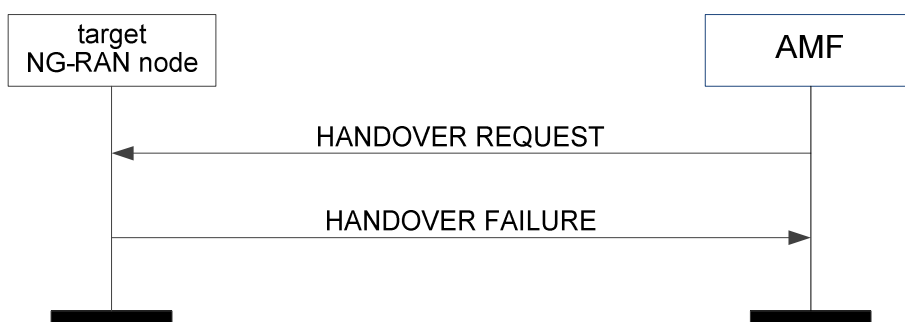 target
NG-RAN node
AMF
HANDOVER REQUEST
HANDOVER FAILURE